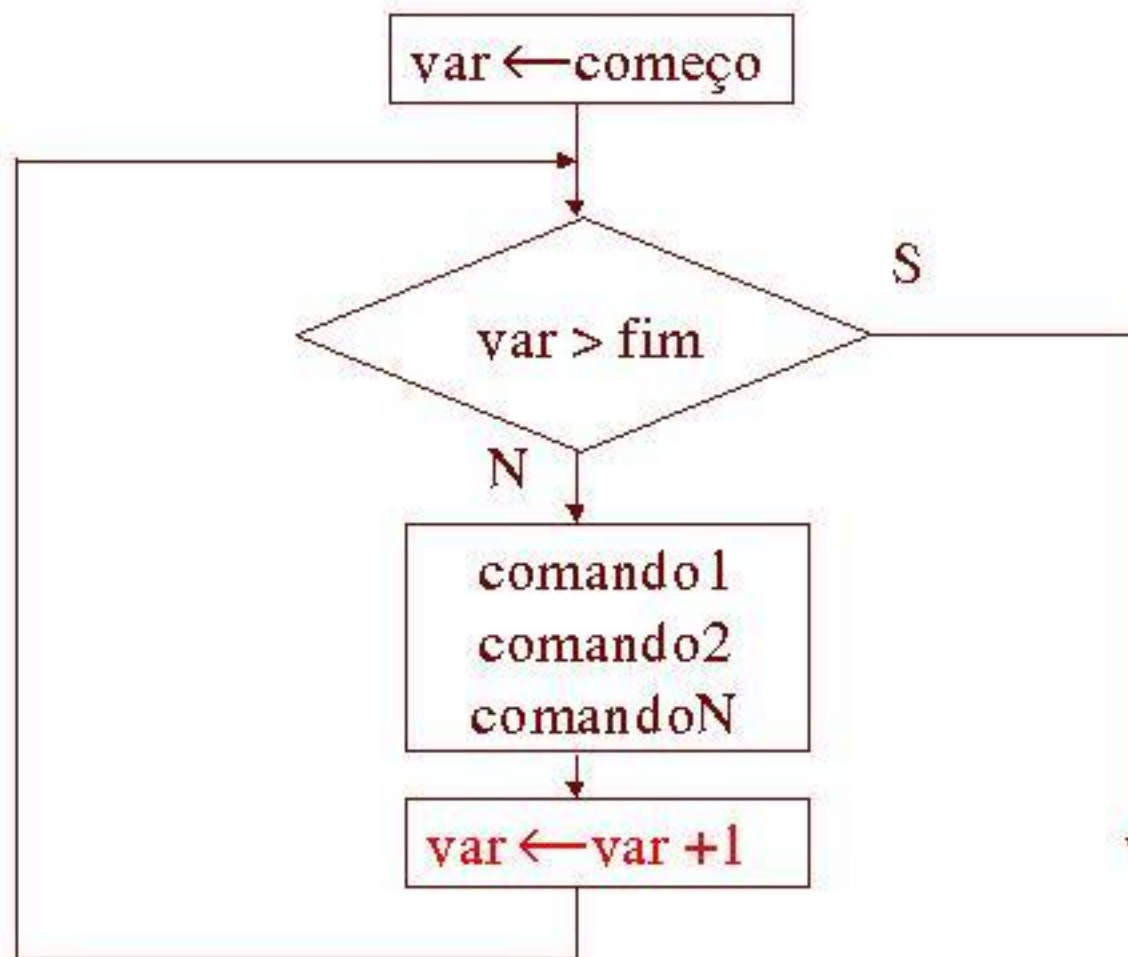 var ←começo
S
var > fim
N
comando1
comando2
comandoN
var ←var +1